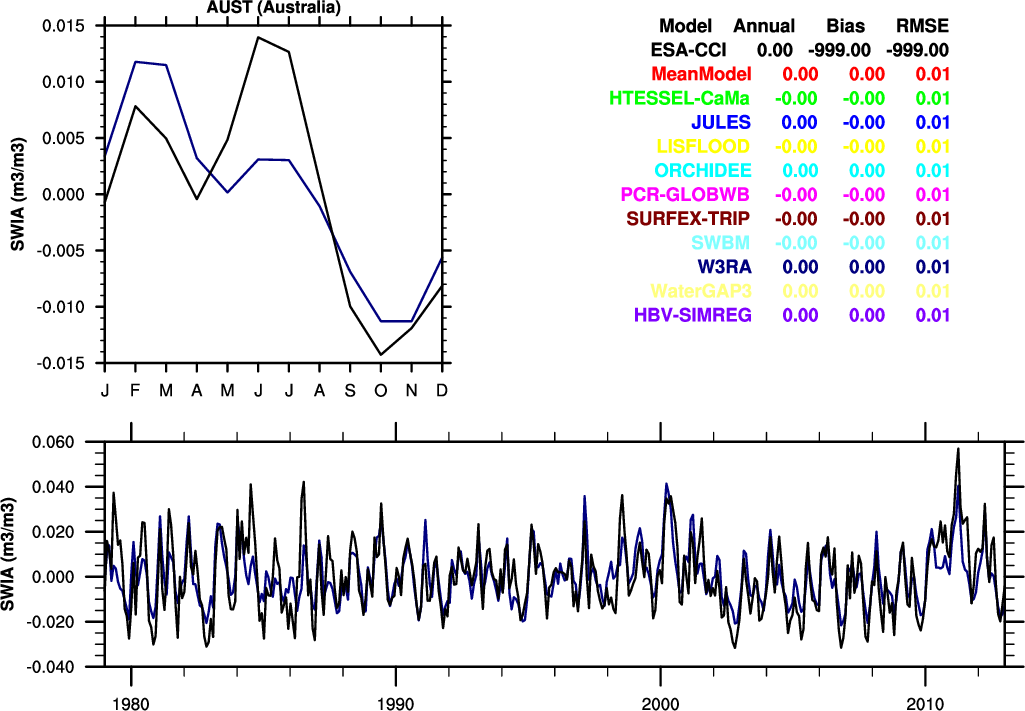 AUST (Australia)
0.015
0.010
0.005
0.000
-0.005
-0.010
-0.015
SWIA (m3/m3)
J F M A M J J A S O N D
Model Annual Bias RMSE
ESA-CCI 0.00 -999.00 -999.00
MeanModel 0.00 0.00 0.01
HTESSEL-CaMa -0.00 -0.00 0.01
JULES 0.00 -0.00 0.01
LISFLOOD -0.00 -0.00 0.01
ORCHIDEE 0.00 0.00 0.01
PCR-GLOBWB -0.00 -0.00 0.01
SURFEX-TRIP -0.00 -0.00 0.01
SWBM -0.00 -0.00 0.01
W3RA 0.00 0.00 0.01
WaterGAP3 0.00 0.00 0.01
HBV-SIMREG 0.00 0.00 0.01
0.060
0.040
0.020
0.000
-0.020
-0.040
SWIA (m3/m3)
1980 1990 2000 2010